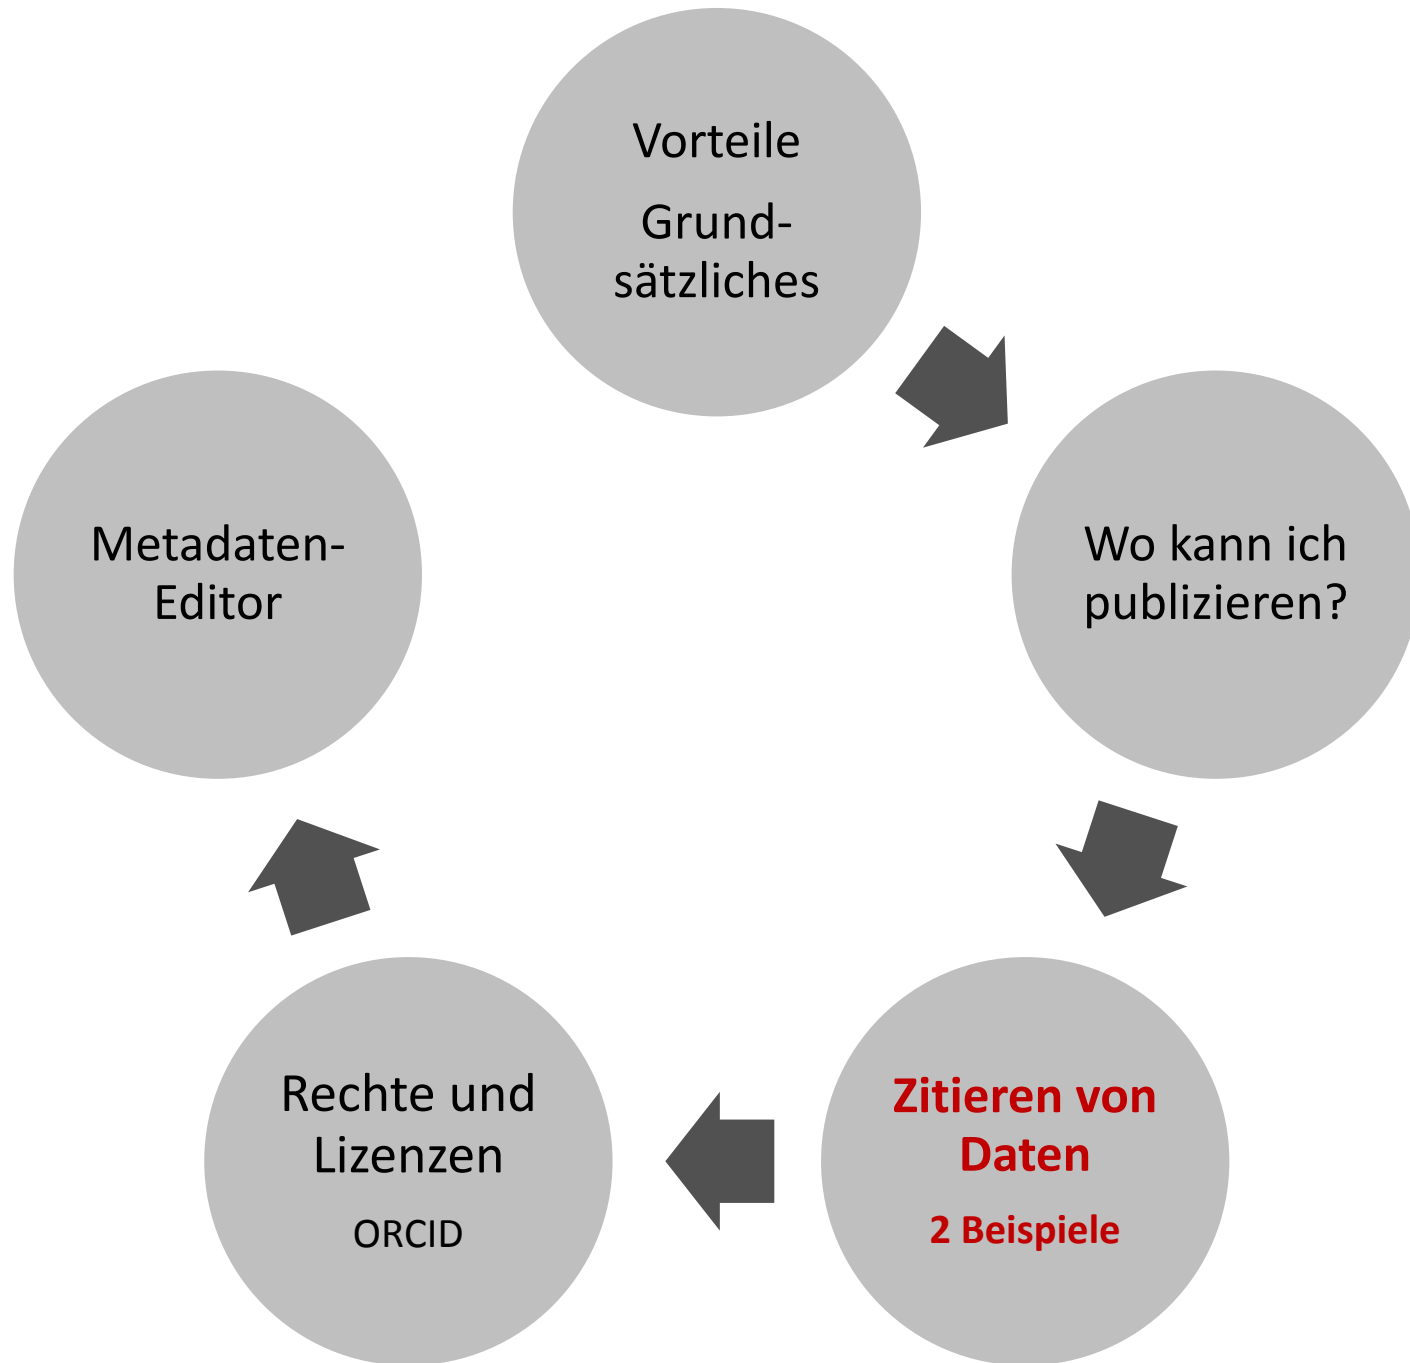 Vorteile
Grund-
sätzliches
Wo kann ich
publizieren?
Zitieren von
Daten
2 Beispiele
Rechte und
Lizenzen
ORCID
Metadaten-
Editor